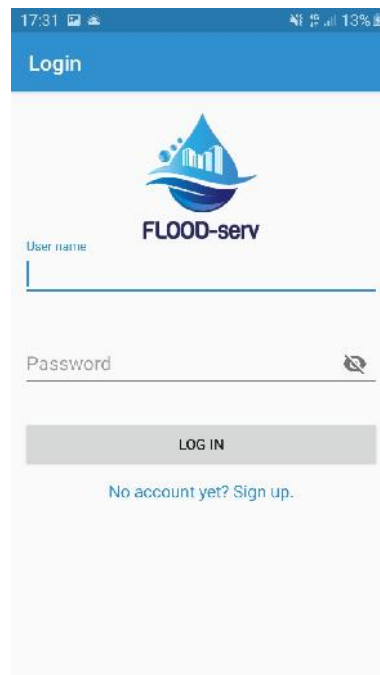 17:31 13%
Login
FLOOD-serv
User name
Password
LOG IN
No account yet? Sign up.